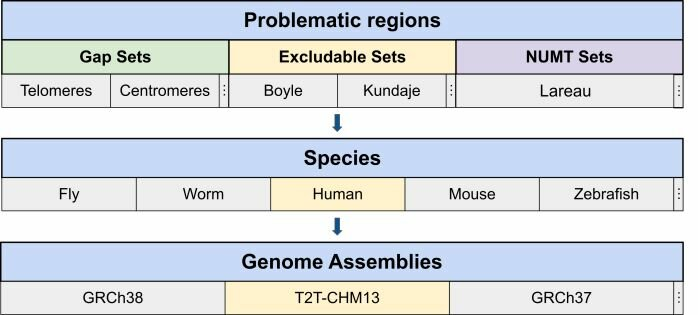 Problematic regions
Gap Sets Excludable Sets NUMT Sets
Telomeres Centromeres ⋮ Boyle Kundaje ⋮ Lareau ⋮
Species
Fly Worm Human Mouse Zebrafish ⋮
Genome Assemblies
GRCh38 T2T-CHM13 GRCh37 ⋮